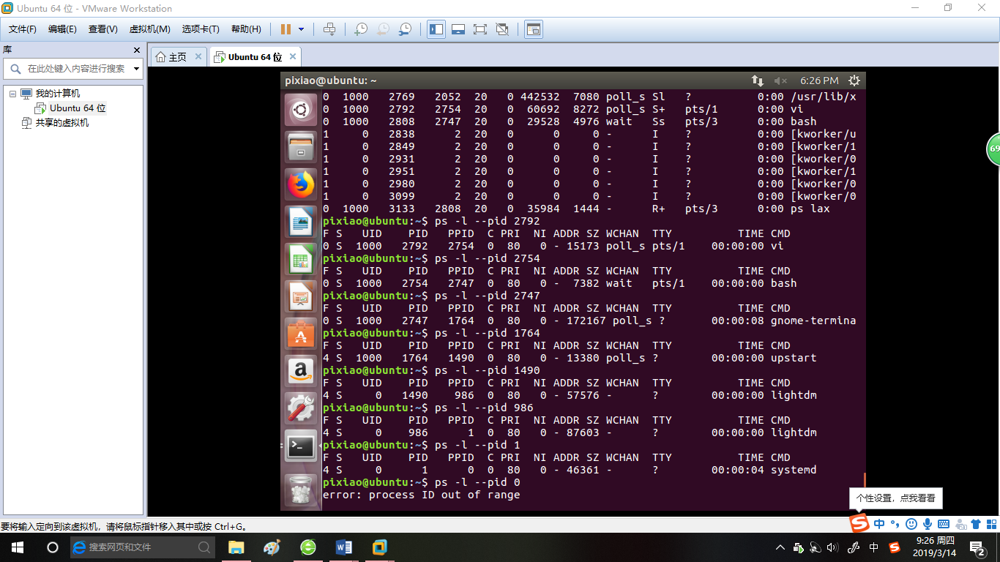 Ubuntu 64 位 - VMware Workstation
文件(F) 编辑(E) 查看(V) 虚拟机(M) 选项卡(T) 帮助(H)
库
在此处键入内容进行搜索
我的计算机
Ubuntu 64 位
共享的虚拟机
主页
Ubuntu 64 位
pixiao@ubuntu: ~ 6:26 PM
0  1000   2769   2052  20   0 442532  7080 poll_s Sl   ?          0:00 /usr/lib/x
0  1000   2792   2754  20   0  60692  8272 poll_s S+   pts/1      0:00 vi
0  1000   2808   2747  20   0  29528  4976 wait   Ss   pts/3      0:00 bash
1     0   2838      2  20   0      0     0 -      I    ?          0:00 [kworker/u
1     0   2849      2  20   0      0     0 -      I    ?          0:00 [kworker/1
1     0   2931      2  20   0      0     0 -      I    ?          0:00 [kworker/0
1     0   2951      2  20   0      0     0 -      I    ?          0:00 [kworker/1
1     0   2980      2  20   0      0     0 -      I    ?          0:00 [kworker/0
1     0   3099      2  20   0      0     0 -      I    ?          0:00 [kworker/0
0  1000   3133   2808  20   0  35984  1444 -      R+   pts/3      0:00 ps lax
pixiao@ubuntu:~$ ps -l --pid 2792
F S   UID    PID   PPID  C PRI  NI ADDR SZ WCHAN  TTY          TIME CMD
0 S  1000   2792   2754  0  80   0 - 15173 poll_s pts/1    00:00:00 vi
pixiao@ubuntu:~$ ps -l --pid 2754
F S   UID    PID   PPID  C PRI  NI ADDR SZ WCHAN  TTY          TIME CMD
0 S  1000   2754   2747  0  80   0 -  7382 wait   pts/1    00:00:00 bash
pixiao@ubuntu:~$ ps -l --pid 2747
F S   UID    PID   PPID  C PRI  NI ADDR SZ WCHAN  TTY          TIME CMD
0 S  1000   2747   1764  0  80   0 - 172167 poll_s ?       00:00:08 gnome-termina
pixiao@ubuntu:~$ ps -l --pid 1764
F S   UID    PID   PPID  C PRI  NI ADDR SZ WCHAN  TTY          TIME CMD
4 S  1000   1764   1490  0  80   0 - 13380 poll_s ?        00:00:00 upstart
pixiao@ubuntu:~$ ps -l --pid 1490
F S   UID    PID   PPID  C PRI  NI ADDR SZ WCHAN  TTY          TIME CMD
4 S     0   1490    986  0  80   0 - 57576 -      ?        00:00:00 lightdm
pixiao@ubuntu:~$ ps -l --pid 986
F S   UID    PID   PPID  C PRI  NI ADDR SZ WCHAN  TTY          TIME CMD
4 S     0    986      1  0  80   0 - 87603 -      ?        00:00:00 lightdm
pixiao@ubuntu:~$ ps -l --pid 1
F S   UID    PID   PPID  C PRI  NI ADDR SZ WCHAN  TTY          TIME CMD
4 S     0      1      0  0  80   0 - 46361 -      ?        00:00:04 systemd
pixiao@ubuntu:~$ ps -l --pid 0
error: process ID out of range
69
个性设置，点我看看
要将输入定向到该虚拟机，请将鼠标指针移入其中或按 Ctrl+G。
中
搜索网页和文件
中
9:26 周四
2019/3/14
2